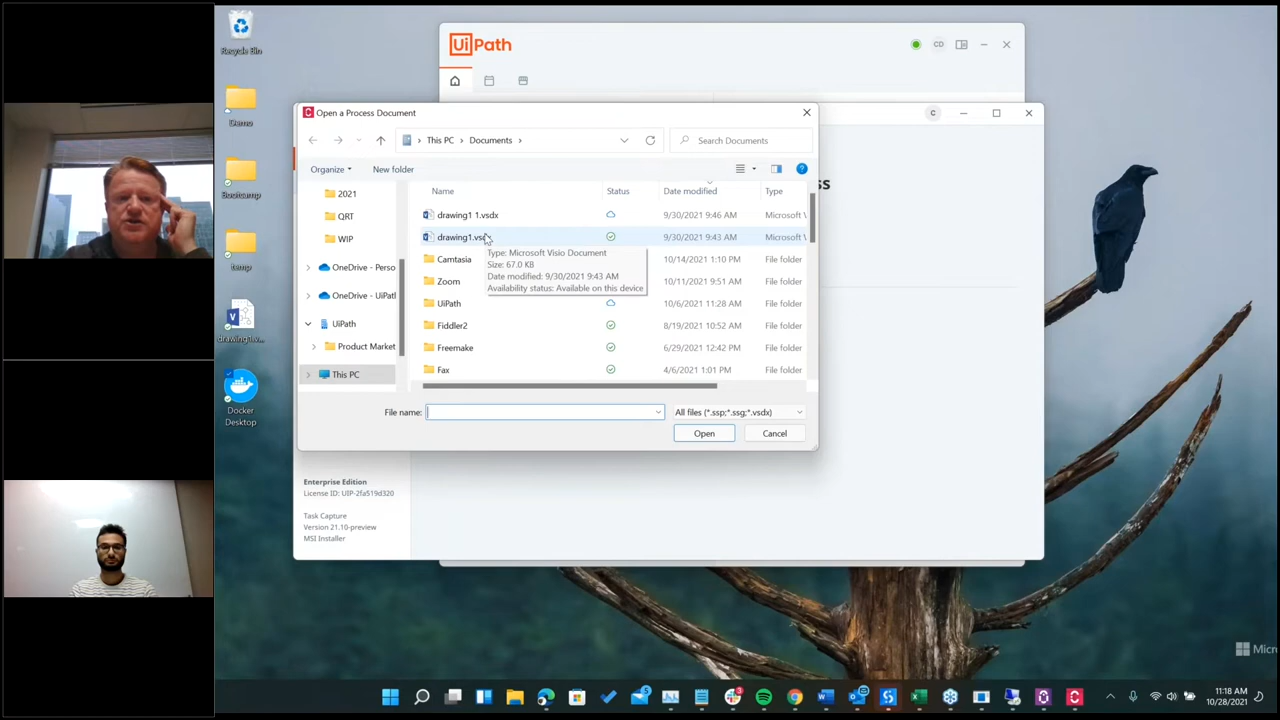 Recycle Bin
Demo
Bootcamp
temp
drawing1.v...
Docker
Desktop
UiPath
CD
Open a Process Document
C
This PC > Documents >
Search Documents
Organize
New folder
2021
QRT
WIP
OneDrive - Perso
OneDrive - UiPatl
UiPath
Product Market
This PC
Name Status Date modified Type
drawing1 1.vsdx 9/30/2021 9:46 AM Microsoft V
drawing1.vsdx 9/30/2021 9:43 AM Microsoft V
Camtasia 10/14/2021 1:10 PM File folder
Zoom 10/11/2021 9:51 AM File folder
UiPath 10/6/2021 11:28 AM File folder
Fiddler2 8/19/2021 10:52 AM File folder
Freemake 6/29/2021 12:42 PM File folder
Fax 4/6/2021 1:01 PM File folder
Type: Microsoft Visio Document
Size: 67.0 KB
Date modified: 9/30/2021 9:43 AM
Availability status: Available on this device
File name:
All files (*.ssp;*.ssg;*.vsdx)
Open
Cancel
ss
Enterprise Edition
License ID: UIP-2fa519d320
Task Capture
Version 21.10-preview
MSI Installer
Micr
11:18 AM
10/28/2021